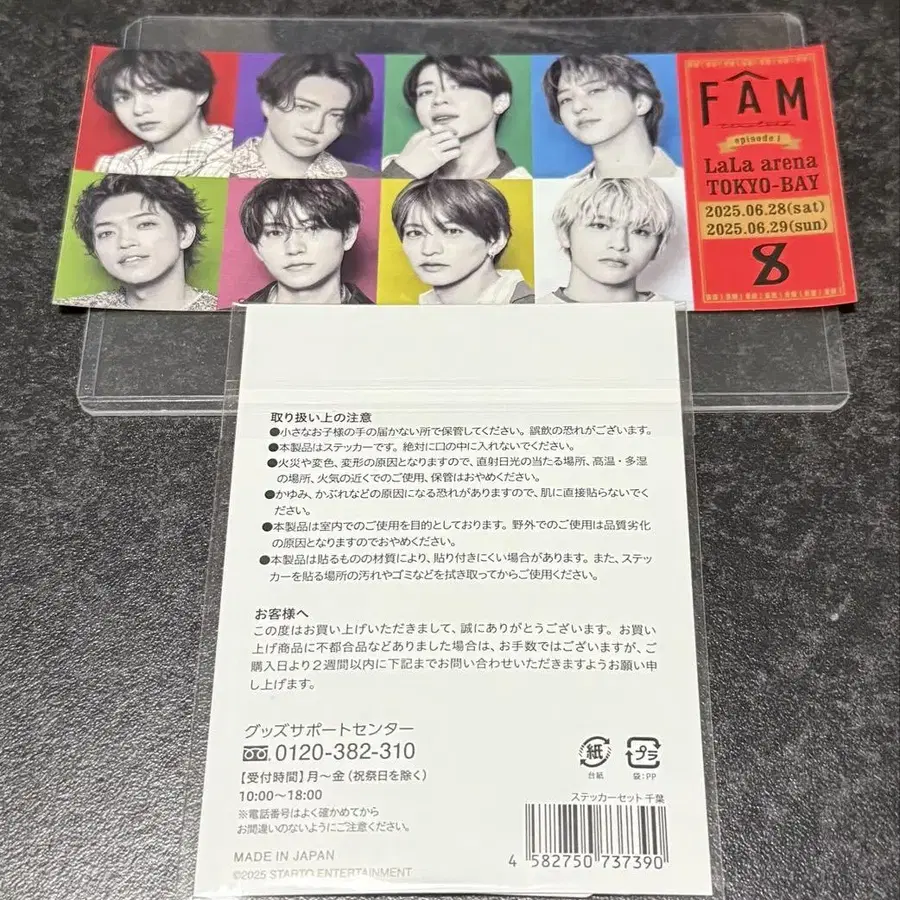 FAM
episode 1
LaLa arena
TOKYO-BAY
2025.06.28(sat)
2025.06.29(sun)
取り扱い上の注意
●小さなお子様の手の届かない所で保管してください。誤飲の恐れがございます。
●本製品はステッカーです。絶対に口の中に入れないでください。
●火災や変色、変形の原因となりますので、直射日光の当たる場所、高温・多湿
の場所、火気の近くでのご使用、保管はおやめください。
●かゆみ、かぶれなどの原因になる恐れがありますので、肌に直接貼らないでく
ださい。
●本製品は室内でのご使用を目的としております。野外でのご使用は品質劣化
の原因となりますのでおやめください。
●本製品は貼るものの材質により、貼り付きにくい場合があります。また、ステッ
カーを貼る場所の汚れやゴミなどを拭き取ってからご使用ください。
お客様へ
この度はお買い上げいただきまして、誠にありがとうございます。お買い
上げ商品に不都合品などありました場合は、お手数ではございますが、ご
購入日より2週間以内に下記までお問い合わせいただきますようお願い申
し上げます。
グッズサポートセンター
0120-382-310
【受付時間】月〜金(祝祭日を除く)
10:00〜18:00
※電話番号はよく確かめてから
お間違いのないようにご注意ください。
MADE IN JAPAN
©2025 STARTO ENTERTAINMENT
紙
台紙
プラ
袋:PP
ステッカーセット 千葉
4 582750 737390